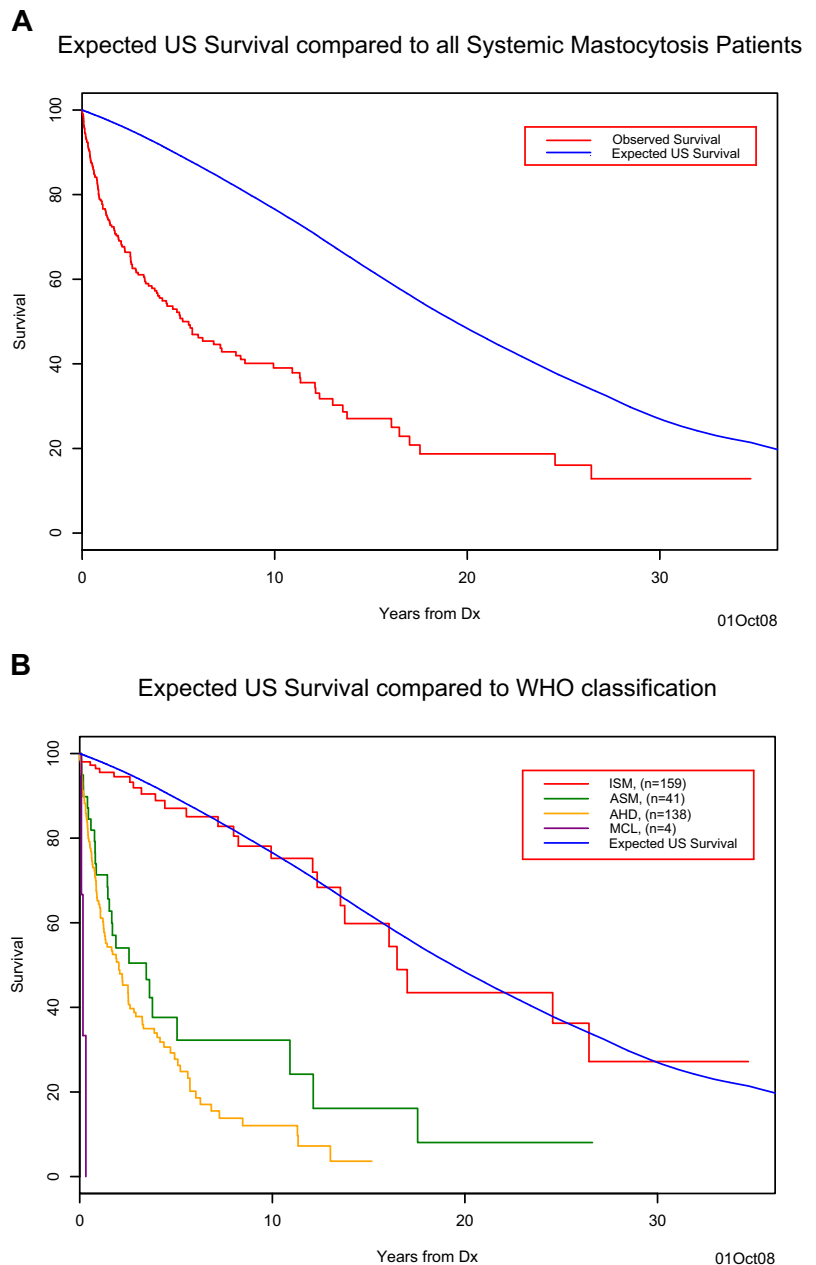 A
Expected US Survival compared to all Systemic Mastocytosis Patients
100
80
60
40
20
0
Survival
Observed Survival
Expected US Survival
0 10 20 30
Years from Dx
01Oct08
B
Expected US Survival compared to WHO classification
100
80
60
40
20
0
Survival
ISM, (n=159)
ASM, (n=41)
AHD, (n=138)
MCL, (n=4)
Expected US Survival
0 10 20 30
Years from Dx
01Oct08